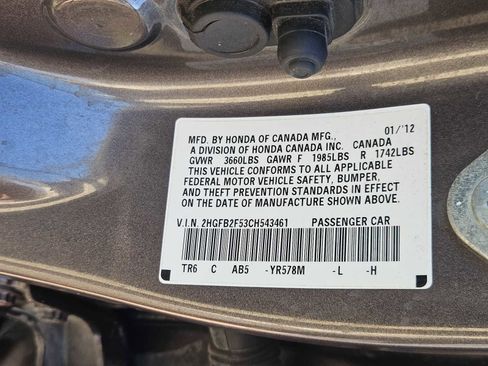 01/'12
MFD. BY HONDA OF CANADA MFG.,
A DIVISION OF HONDA CANADA INC. CANADA
GVWR 3660LBS GAWR F 1985LBS R 1742LBS
THIS VEHICLE CONFORMS TO ALL APPLICABLE
FEDERAL MOTOR VEHICLE SAFETY, BUMPER,
AND THEFT PREVENTION STANDARDS IN EFFECT
ON THE DATE OF MANUFACTURE SHOWN ABOVE.
V.I.N. 2HGFB2F53CH543461 PASSENGER CAR
TR6 C AB5 -YR578M -L -H